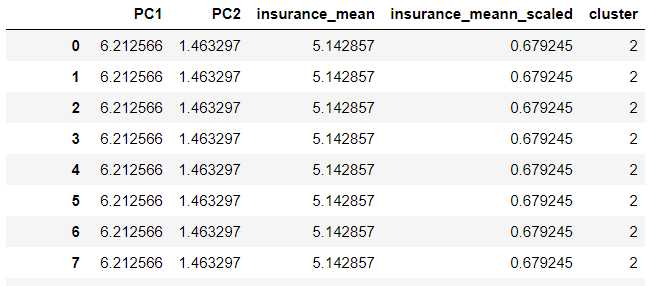 PC1 PC2 insurance_mean insurance_meann_scaled cluster
0 6.212566 1.463297 5.142857 0.679245 2
1 6.212566 1.463297 5.142857 0.679245 2
2 6.212566 1.463297 5.142857 0.679245 2
3 6.212566 1.463297 5.142857 0.679245 2
4 6.212566 1.463297 5.142857 0.679245 2
5 6.212566 1.463297 5.142857 0.679245 2
6 6.212566 1.463297 5.142857 0.679245 2
7 6.212566 1.463297 5.142857 0.679245 2